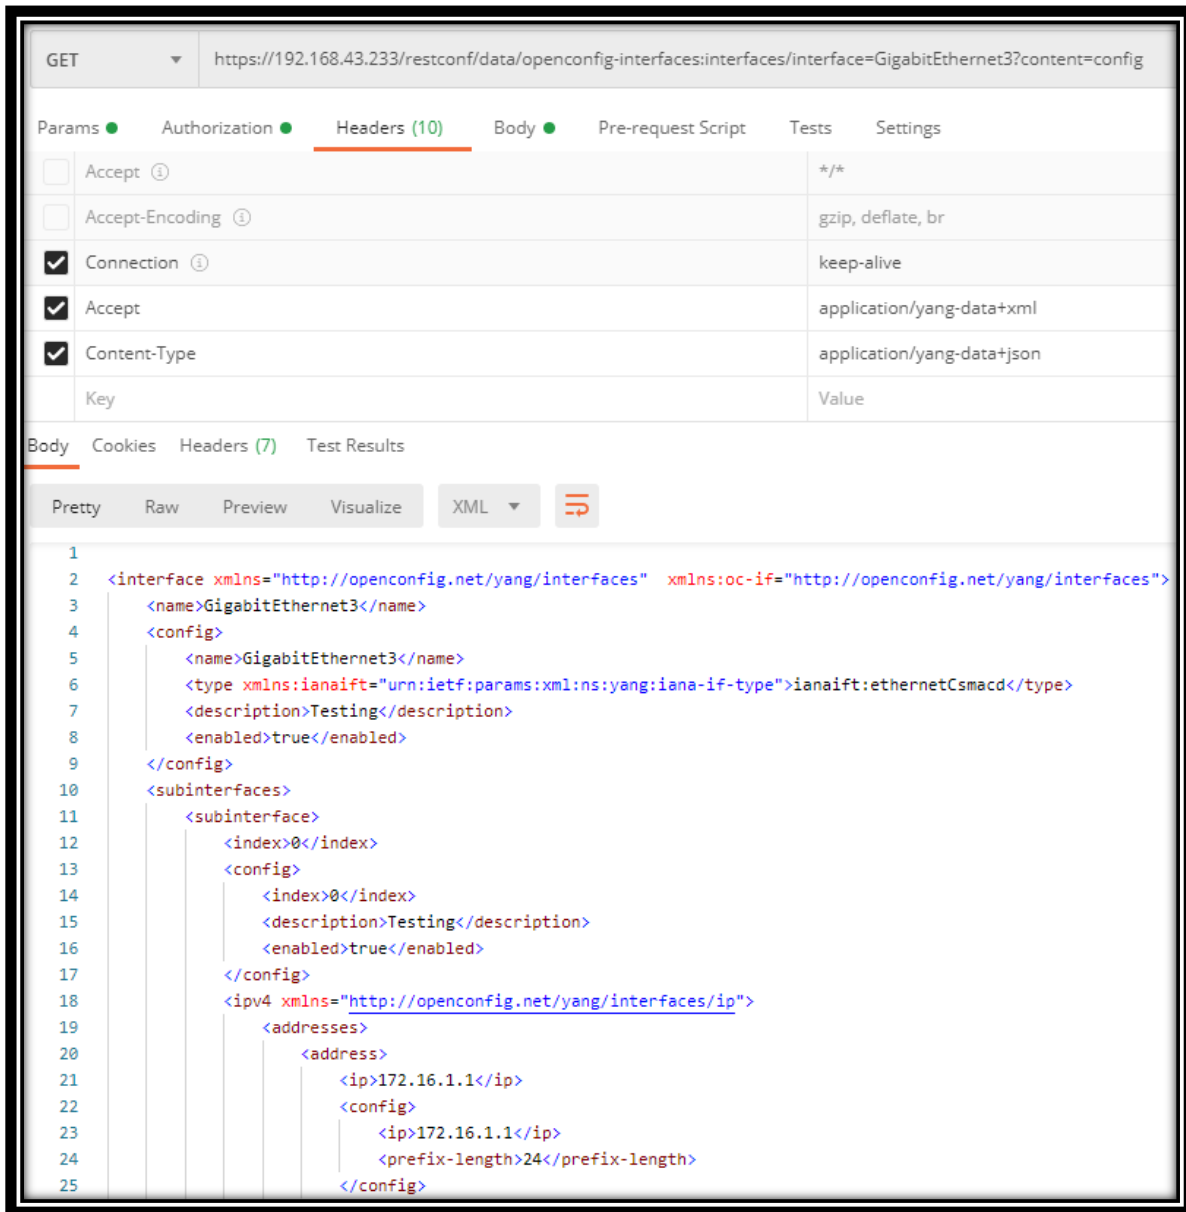 GET https://192.168.43.233/restconf/data/openconfig-interfaces:interfaces/interface=GigabitEthernet3?content=config
Params Authorization Headers (10) Body Pre-request Script Tests Settings
Accept */*
Accept-Encoding gzip, deflate, br
Connection keep-alive
Accept application/yang-data+xml
Content-Type application/yang-data+json
Key Value
Body Cookies Headers (7) Test Results
Pretty Raw Preview Visualize XML
1
2 <interface xmlns="http://openconfig.net/yang/interfaces"  xmlns:oc-if="http://openconfig.net/yang/interfaces">
3 <name>GigabitEthernet3</name>
4 <config>
5 <name>GigabitEthernet3</name>
6 <type xmlns:ianaift="urn:ietf:params:xml:ns:yang:iana-if-type">ianaift:ethernetCsmacd</type>
7 <description>Testing</description>
8 <enabled>true</enabled>
9 </config>
10 <subinterfaces>
11 <subinterface>
12 <index>0</index>
13 <config>
14 <index>0</index>
15 <description>Testing</description>
16 <enabled>true</enabled>
17 </config>
18 <ipv4 xmlns="http://openconfig.net/yang/interfaces/ip">
19 <addresses>
20 <address>
21 <ip>172.16.1.1</ip>
22 <config>
23 <ip>172.16.1.1</ip>
24 <prefix-length>24</prefix-length>
25 </config>